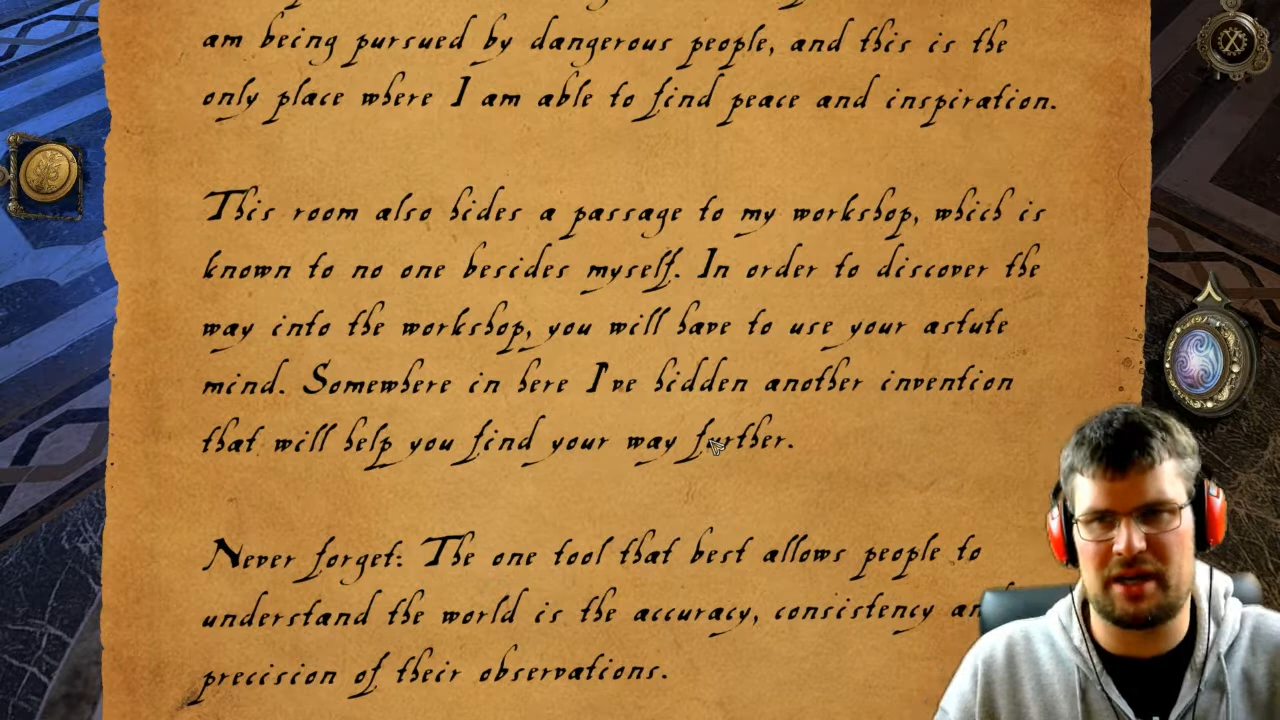 am being pursued by dangerous people, and this is the
only place where I am able to find peace and inspiration.
This room also hides a passage to my workshop, which is
known to no one besides myself. In order to discover the
way into the workshop, you will have to use your astute
mind. Somewhere in here I've hidden another invention
that will help you find your way further.
Never forget: The one tool that best allows people to
understand the world is the accuracy, consistency
precision of their observations.